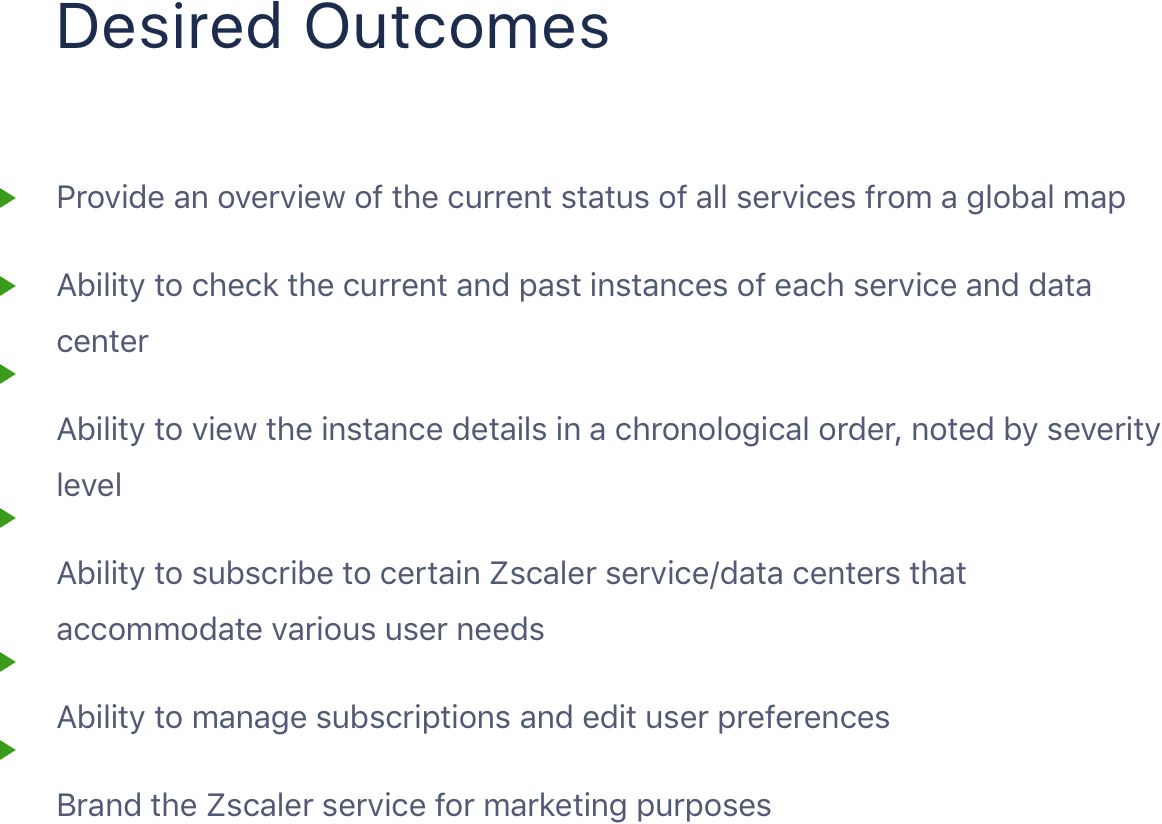 Desired Outcomes
Provide an overview of the current status of all services from a global map
Ability to check the current and past instances of each service and data
center
Ability to view the instance details in a chronological order, noted by severity
level
Ability to subscribe to certain Zscaler service/data centers that
accommodate various user needs
Ability to manage subscriptions and edit user preferences
Brand the Zscaler service for marketing purposes